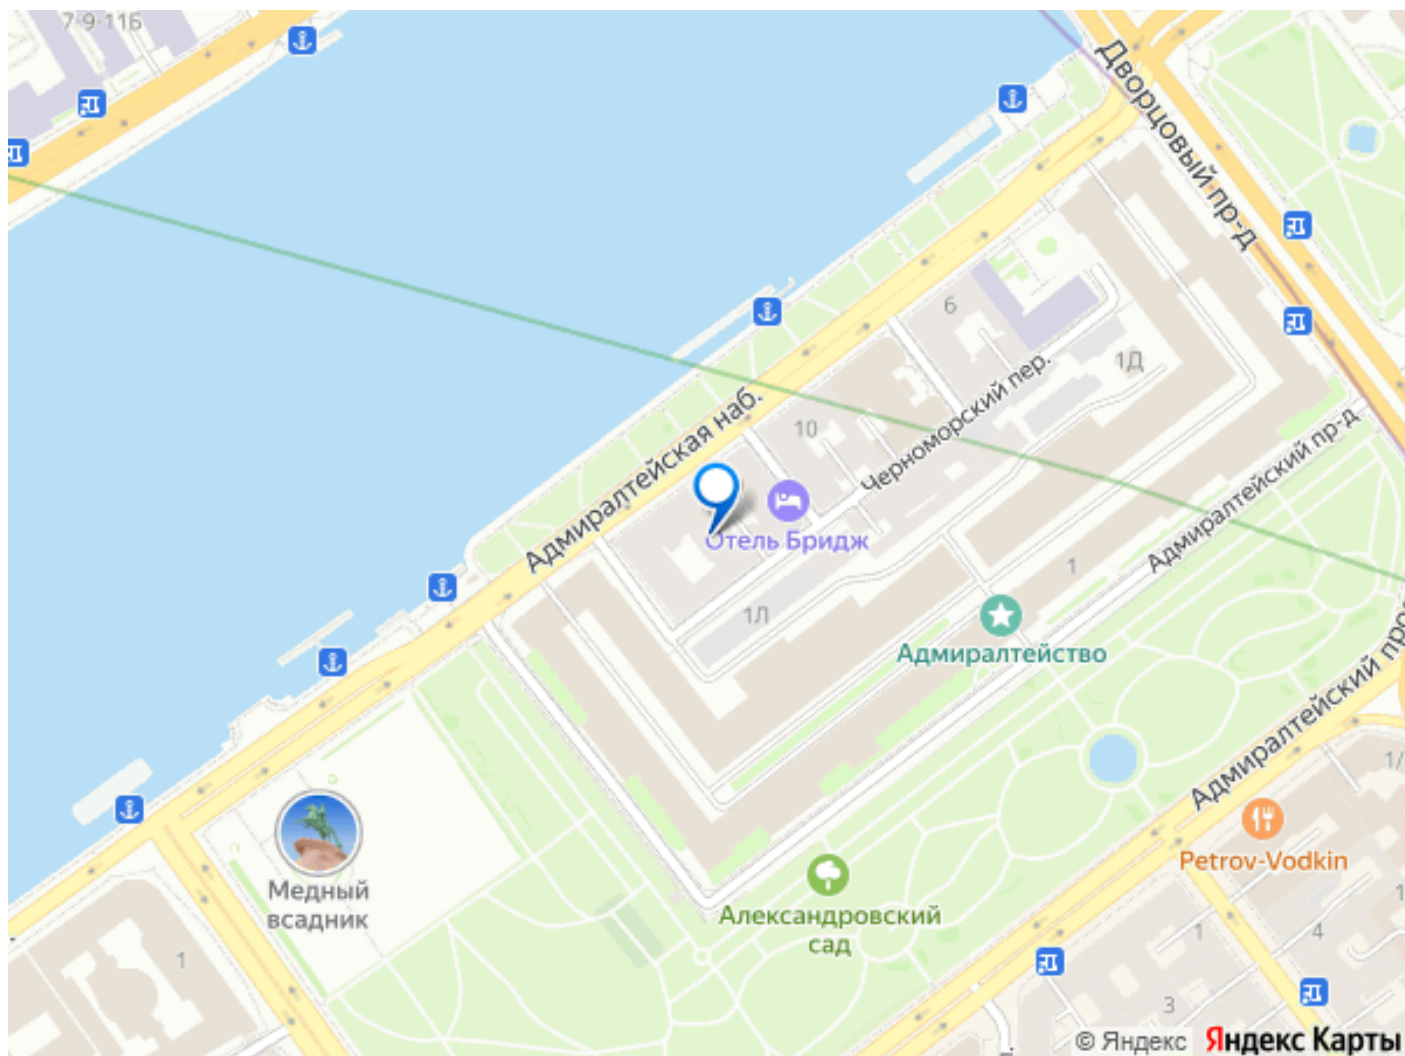 7-9-11Б
Дворцовый пр-д
6
1Д
Черноморский пер.
10
Адмиралтейская наб.
Отель Бридж
Адмиралтейский пр-д
1
1Л
Адмиралтейство
Адмиралтейский
1/
Petrov-Vodkin
Медный
всадник
Александровский
сад
1
1
4
1
3
© Яндекс Яндекс Карты